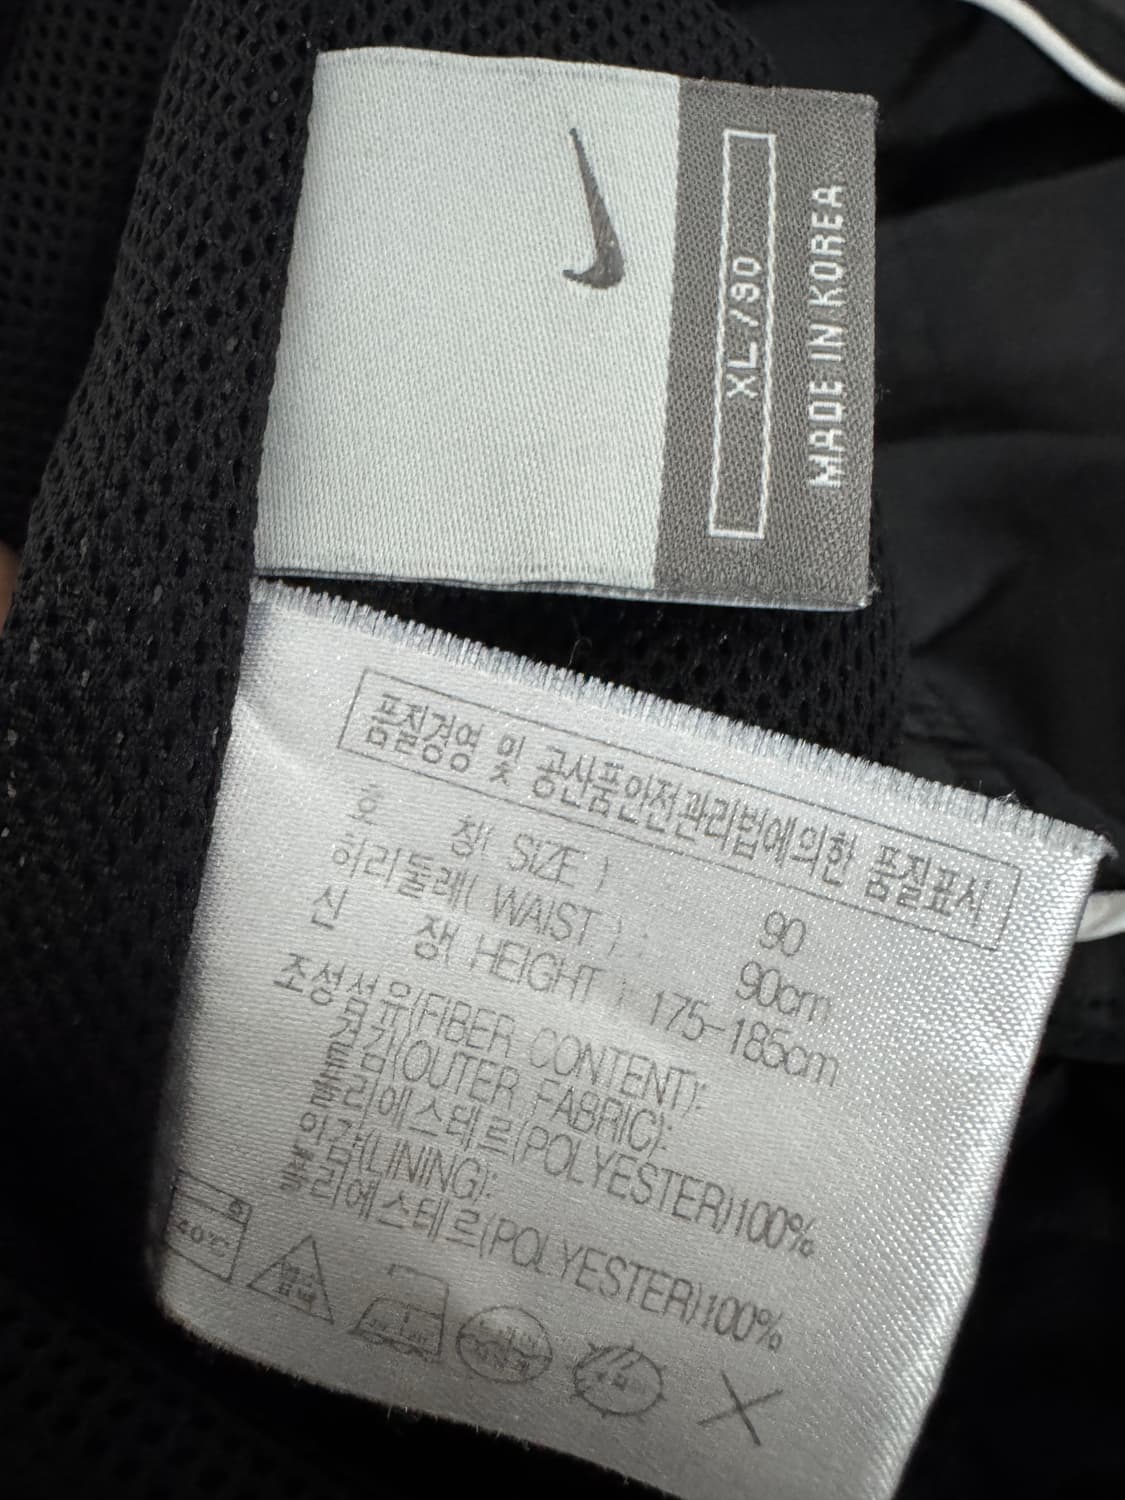 XL/90
MADE IN KOREA
품질경영 및 공산품안전관리법에의한 품질표시
호 칭( SIZE ) 90
허리둘레( WAIST ) : 90cm
신 장( HEIGHT ) : 175-185cm
조성섬유(FIBER CONTENT):
겉감(OUTER FABRIC):
폴리에스테르(POLYESTER)100%
안감(LINING):
폴리에스테르(POLYESTER)100%
40℃